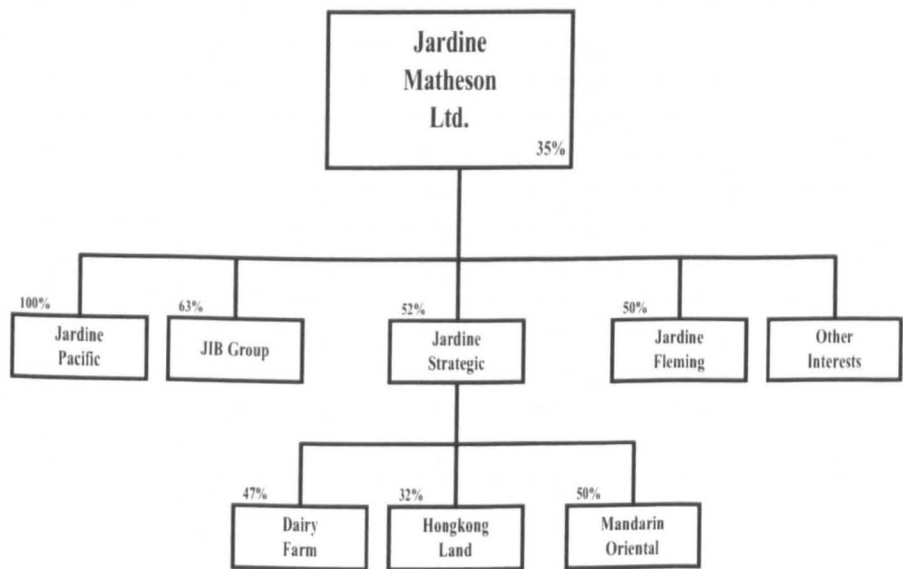 Jardine
Matheson
Ltd.
35%
100%
63%
52%
50%
Jardine
Pacific
JIB Group
Jardine
Strategic
Jardine
Fleming
Other
Interests
47%
32%
50%
Dairy
Farm
Hongkong
Land
Mandarin
Oriental